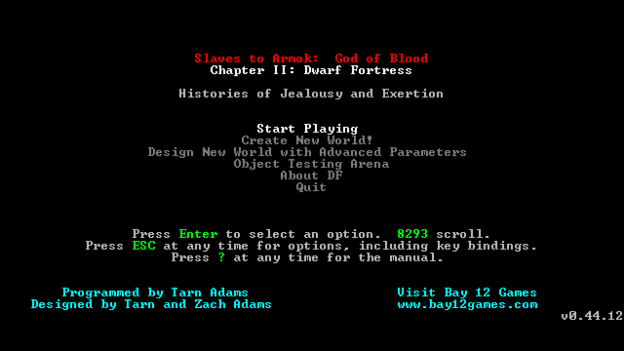 Slaves to Armok:  God of Blood
Chapter II: Dwarf Fortress
Histories of Jealousy and Exertion
Start Playing
Create New World!
Design New World with Advanced Parameters
Object Testing Arena
About DF
Quit
Press Enter to select an option.  8293 scroll.
Press ESC at any time for options, including key bindings.
Press ? at any time for the manual.
Programmed by Tarn Adams
Designed by Tarn and Zach Adams
Visit Bay 12 Games
www.bay12games.com
v0.44.12